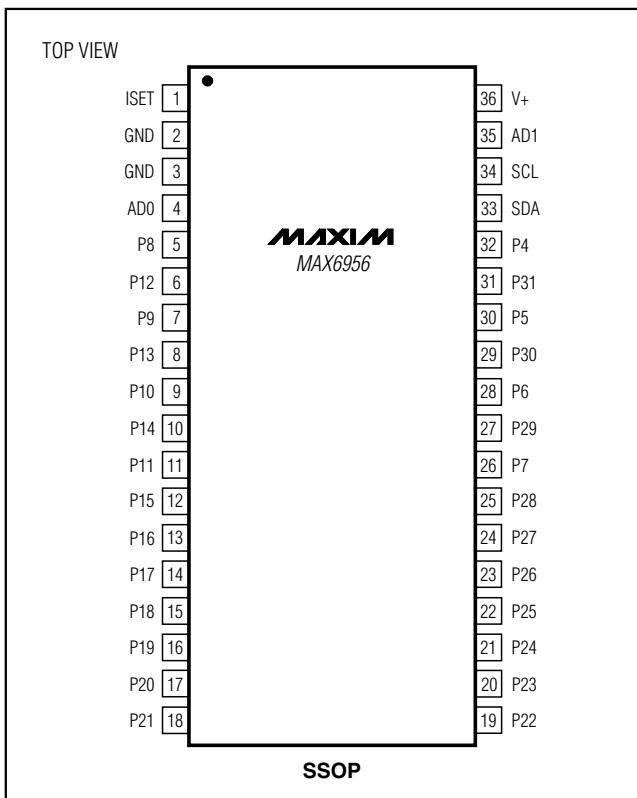 TOP VIEW
ISET 1 36 V+
GND 2 35 AD1
GND 3 34 SCL
AD0 4 33 SDA
P8 5 MAXIM 32 P4
P12 6 MAX6956 31 P31
P9 7 30 P5
P13 8 29 P30
P10 9 28 P6
P14 10 27 P29
P11 11 26 P7
P15 12 25 P28
P16 13 24 P27
P17 14 23 P26
P18 15 22 P25
P19 16 21 P24
P20 17 20 P23
P21 18 19 P22
SSOP